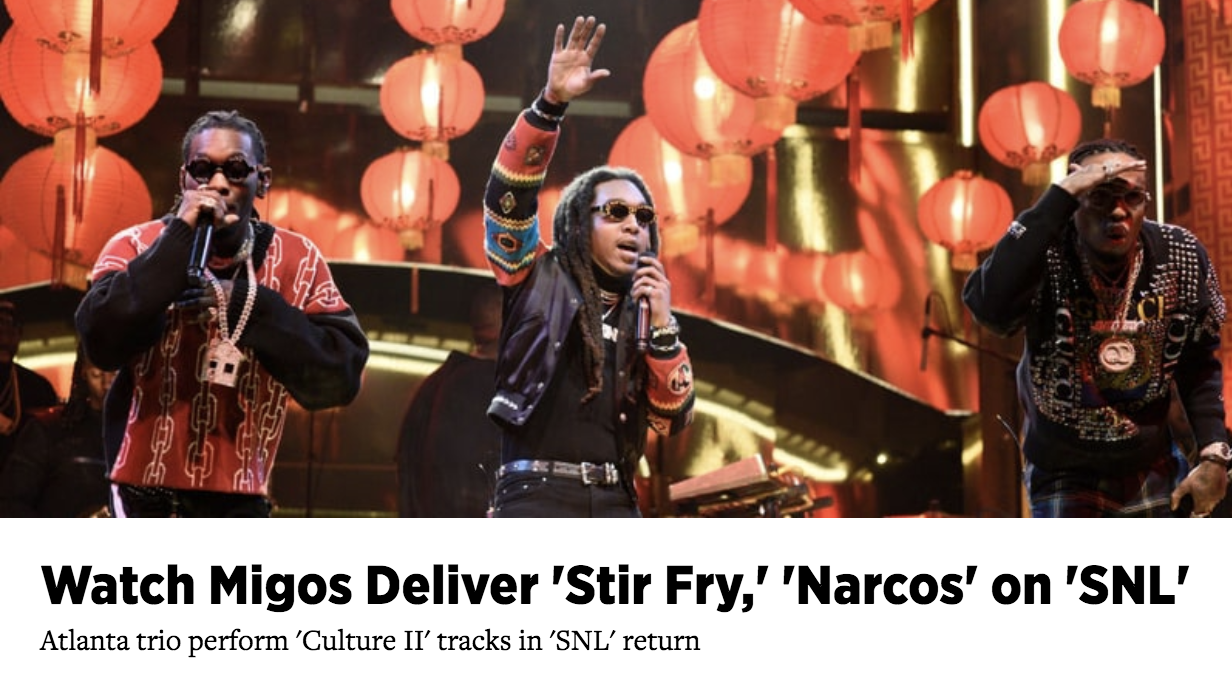 Watch Migos Deliver 'Stir Fry,' 'Narcos' on 'SNL'
Atlanta trio perform 'Culture II' tracks in 'SNL' return